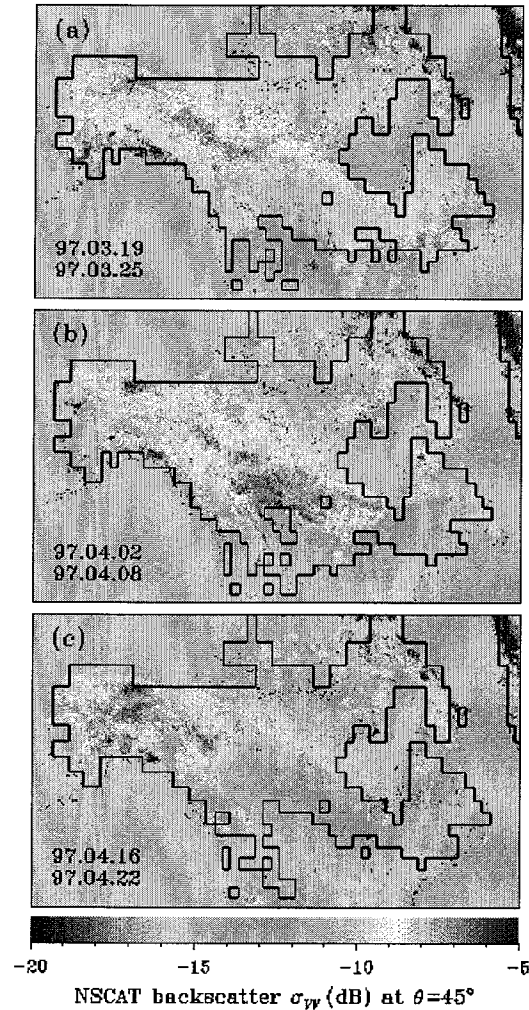 (a)
97.03.19
97.03.25
(b)
97.04.02
97.04.08
(c)
97.04.16
97.04.22
-20 -15 -10 -5
NSCAT backscatter σVV (dB) at θ=45°